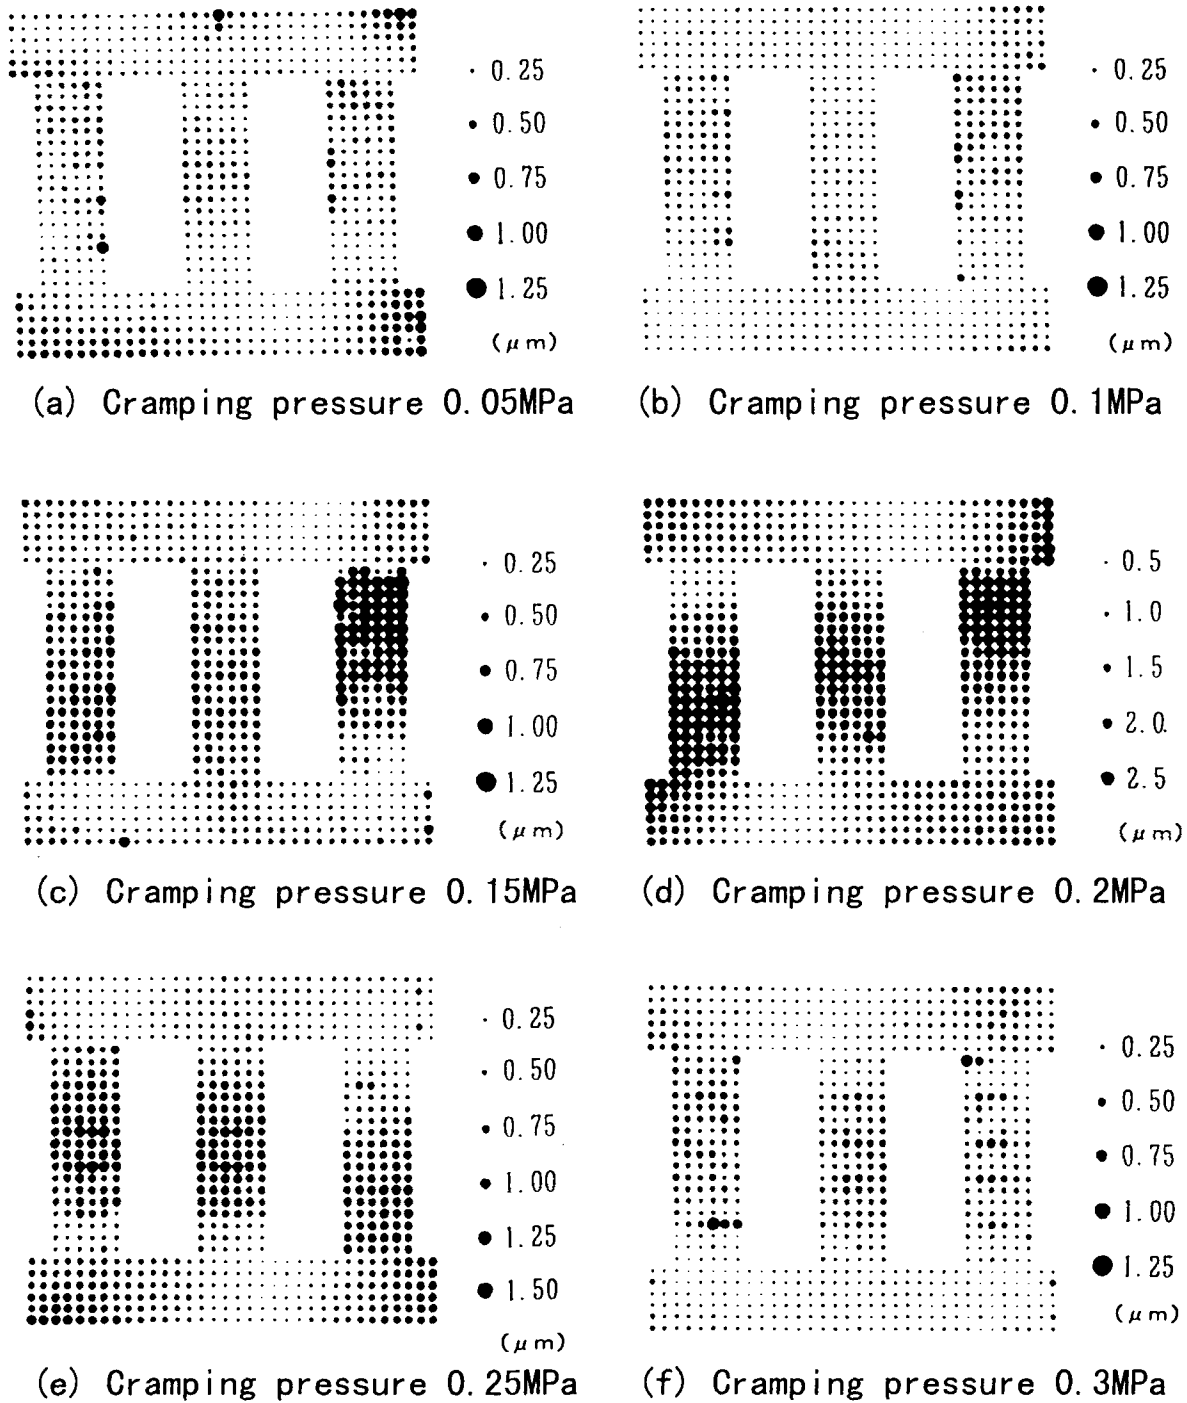 0.25
0.50
0.75
1.00
1.25
(μm)
(a) Cramping pressure 0.05MPa
0.25
0.50
0.75
1.00
1.25
(μm)
(b) Cramping pressure 0.1MPa
0.25
0.50
0.75
1.00
1.25
(μm)
(c) Cramping pressure 0.15MPa
0.5
1.0
1.5
2.0.
2.5
(μm)
(d) Cramping pressure 0.2MPa
0.25
0.50
0.75
1.00
1.25
1.50
(μm)
(e) Cramping pressure 0.25MPa
0.25
0.50
0.75
1.00
1.25
(μm)
(f) Cramping pressure 0.3MPa